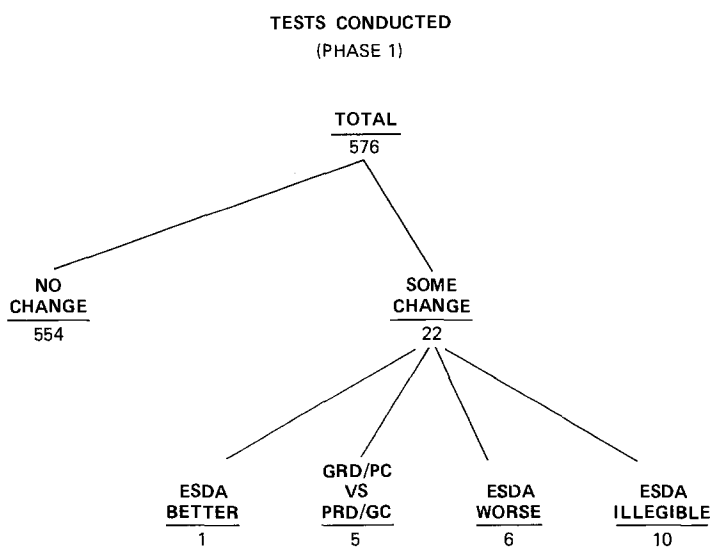 TESTS CONDUCTED
(PHASE 1)
TOTAL
576
NO
CHANGE
554
SOME
CHANGE
22
ESDA
BETTER
1
GRD/PC
VS
PRD/GC
5
ESDA
WORSE
6
ESDA
ILLEGIBLE
10